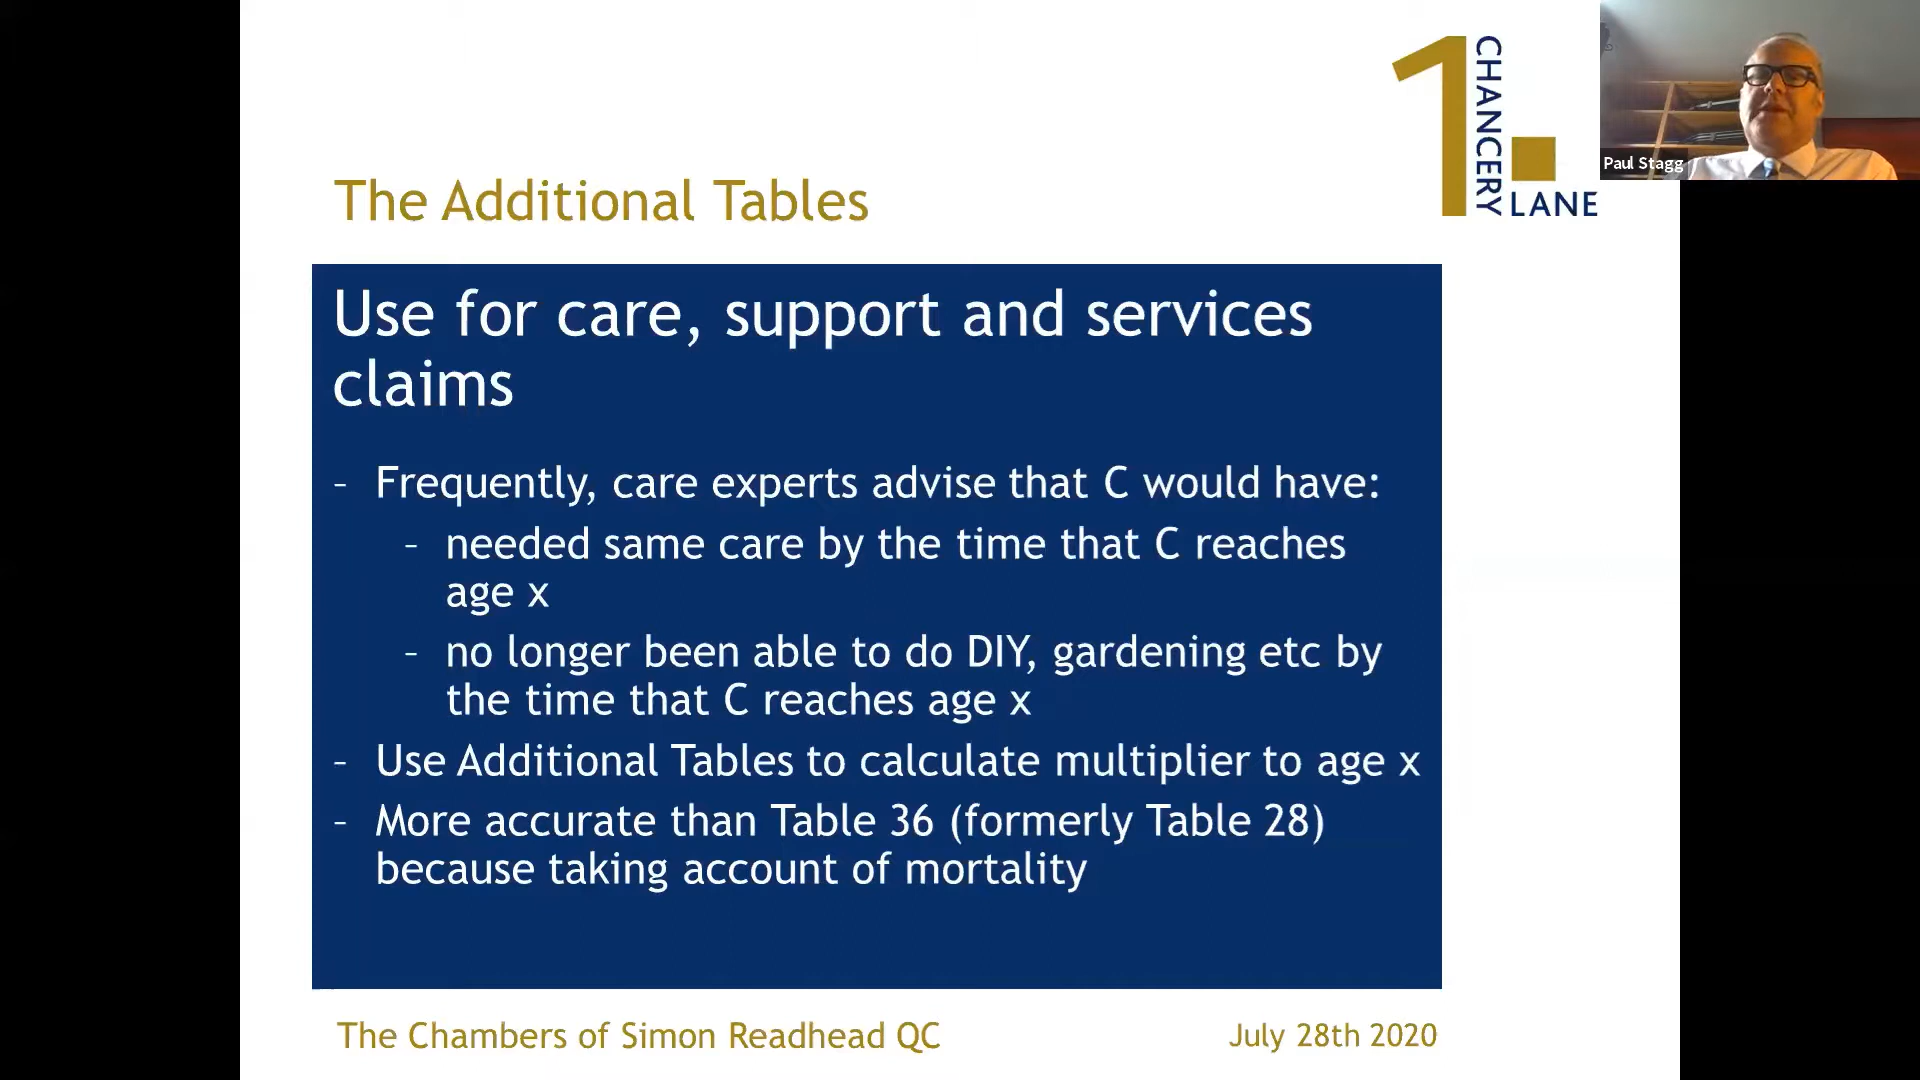 1 CHANCERY LANE
Paul Stagg
The Additional Tables
Use for care, support and services
claims
– Frequently, care experts advise that C would have:
– needed same care by the time that C reaches
age x
– no longer been able to do DIY, gardening etc by
the time that C reaches age x
– Use Additional Tables to calculate multiplier to age x
– More accurate than Table 36 (formerly Table 28)
because taking account of mortality
The Chambers of Simon Readhead QC
July 28th 2020